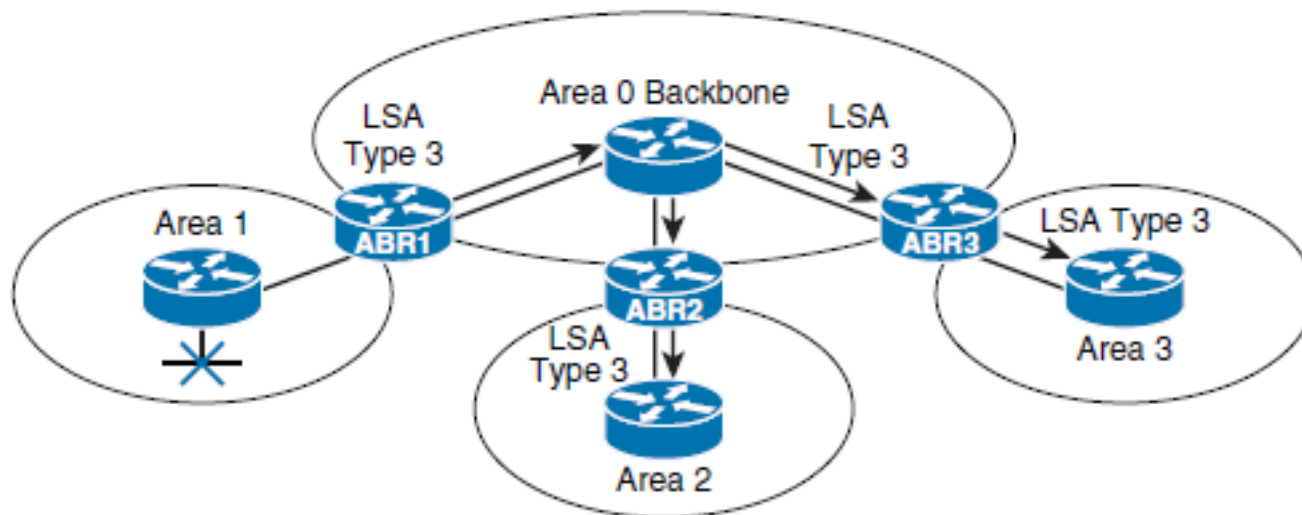 Area 0 Backbone
LSA
Type 3
LSA
Type 3
Area 1
ABR1
ABR3
LSA Type 3
ABR2
LSA
Type 3
Area 3
Area 2